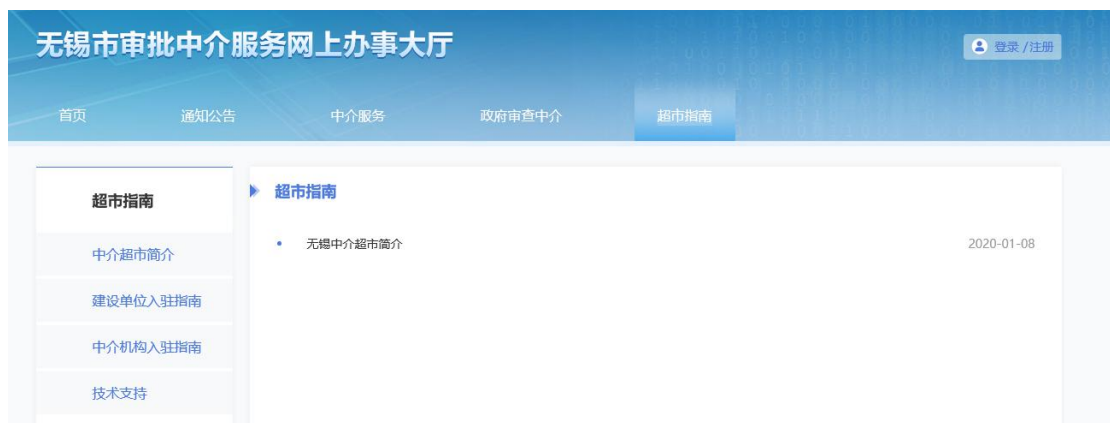 无锡市审批中介服务网上办事大厅
登录 /注册
首页 通知公告 中介服务 政府审查中介 超市指南
超市指南
中介超市简介
建设单位入驻指南
中介机构入驻指南
技术支持
超市指南
无锡中介超市简介 2020-01-08